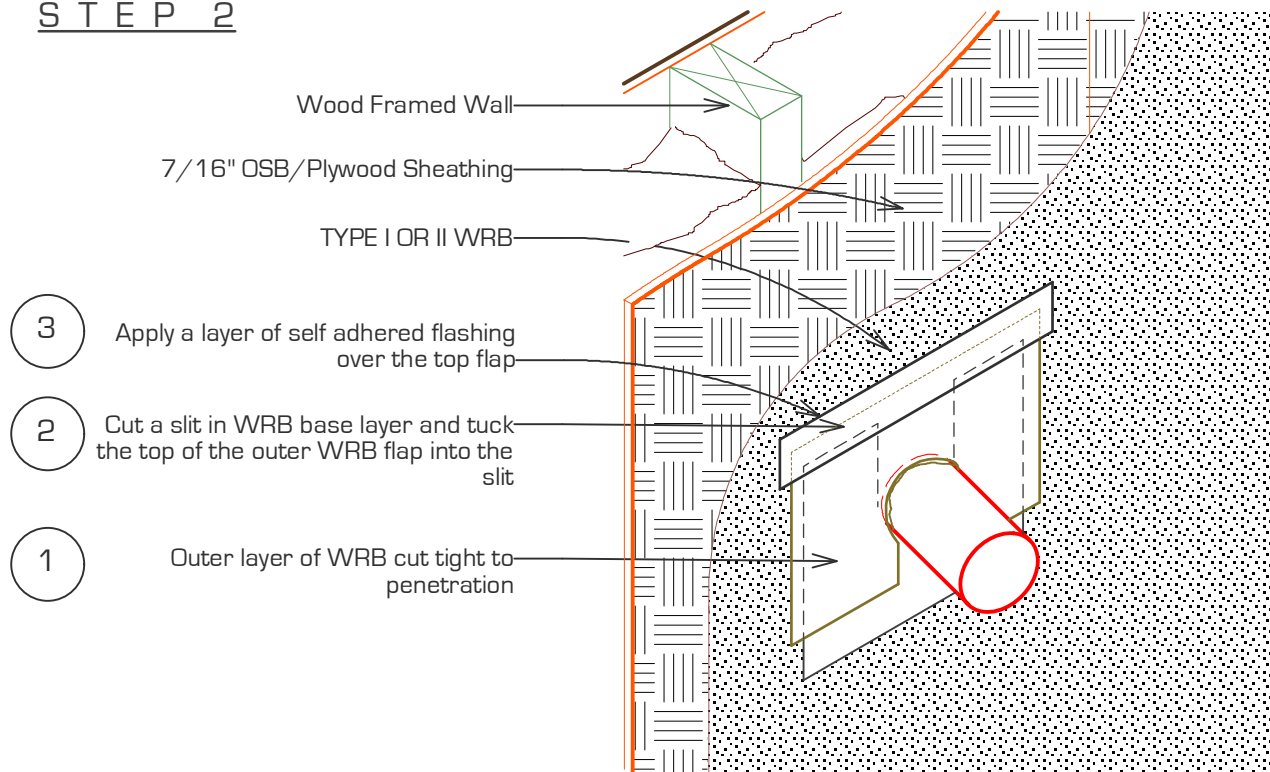 STEP 2
Wood Framed Wall
7/16" OSB/Plywood Sheathing
TYPE I OR II WRB
3
Apply a layer of self adhered flashing
over the top flap
2
Cut a slit in WRB base layer and tuck
the top of the outer WRB flap into the
slit
1
Outer layer of WRB cut tight to
penetration